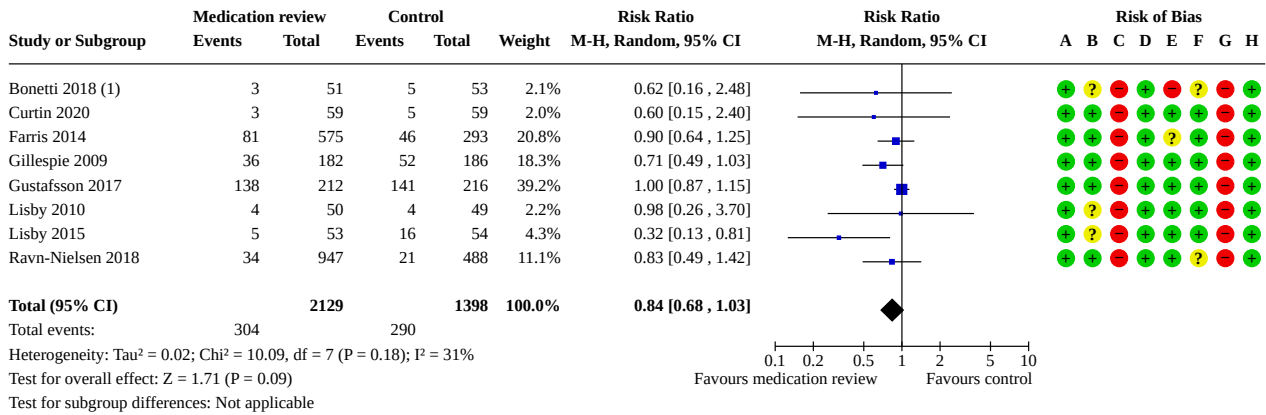 Medication review Control Risk Ratio Risk Ratio Risk of Bias
Study or Subgroup Events Total Events Total Weight M-H, Random, 95% CI M-H, Random, 95% CI A B C D E F G H
Bonetti 2018 (1) 3 51 5 53 2.1% 0.62 [0.16 , 2.48] + ? − + − ? − +
Curtin 2020 3 59 5 59 2.0% 0.60 [0.15 , 2.40] + + − + + + − +
Farris 2014 81 575 46 293 20.8% 0.90 [0.64 , 1.25] + + − + ? + − +
Gillespie 2009 36 182 52 186 18.3% 0.71 [0.49 , 1.03] + + − + + + − +
Gustafsson 2017 138 212 141 216 39.2% 1.00 [0.87 , 1.15] + + − + + + − +
Lisby 2010 4 50 4 49 2.2% 0.98 [0.26 , 3.70] + ? − + + + − +
Lisby 2015 5 53 16 54 4.3% 0.32 [0.13 , 0.81] + ? − + + + − +
Ravn-Nielsen 2018 34 947 21 488 11.1% 0.83 [0.49 , 1.42] + + − + + ? − +
Total (95% CI) 2129 1398 100.0% 0.84 [0.68 , 1.03]
Total events: 304 290
Heterogeneity: Tau² = 0.02; Chi² = 10.09, df = 7 (P = 0.18); I² = 31%
0.1 0.2 0.5 1 2 5 10
Test for overall effect: Z = 1.71 (P = 0.09)
Favours medication review Favours control
Test for subgroup differences: Not applicable